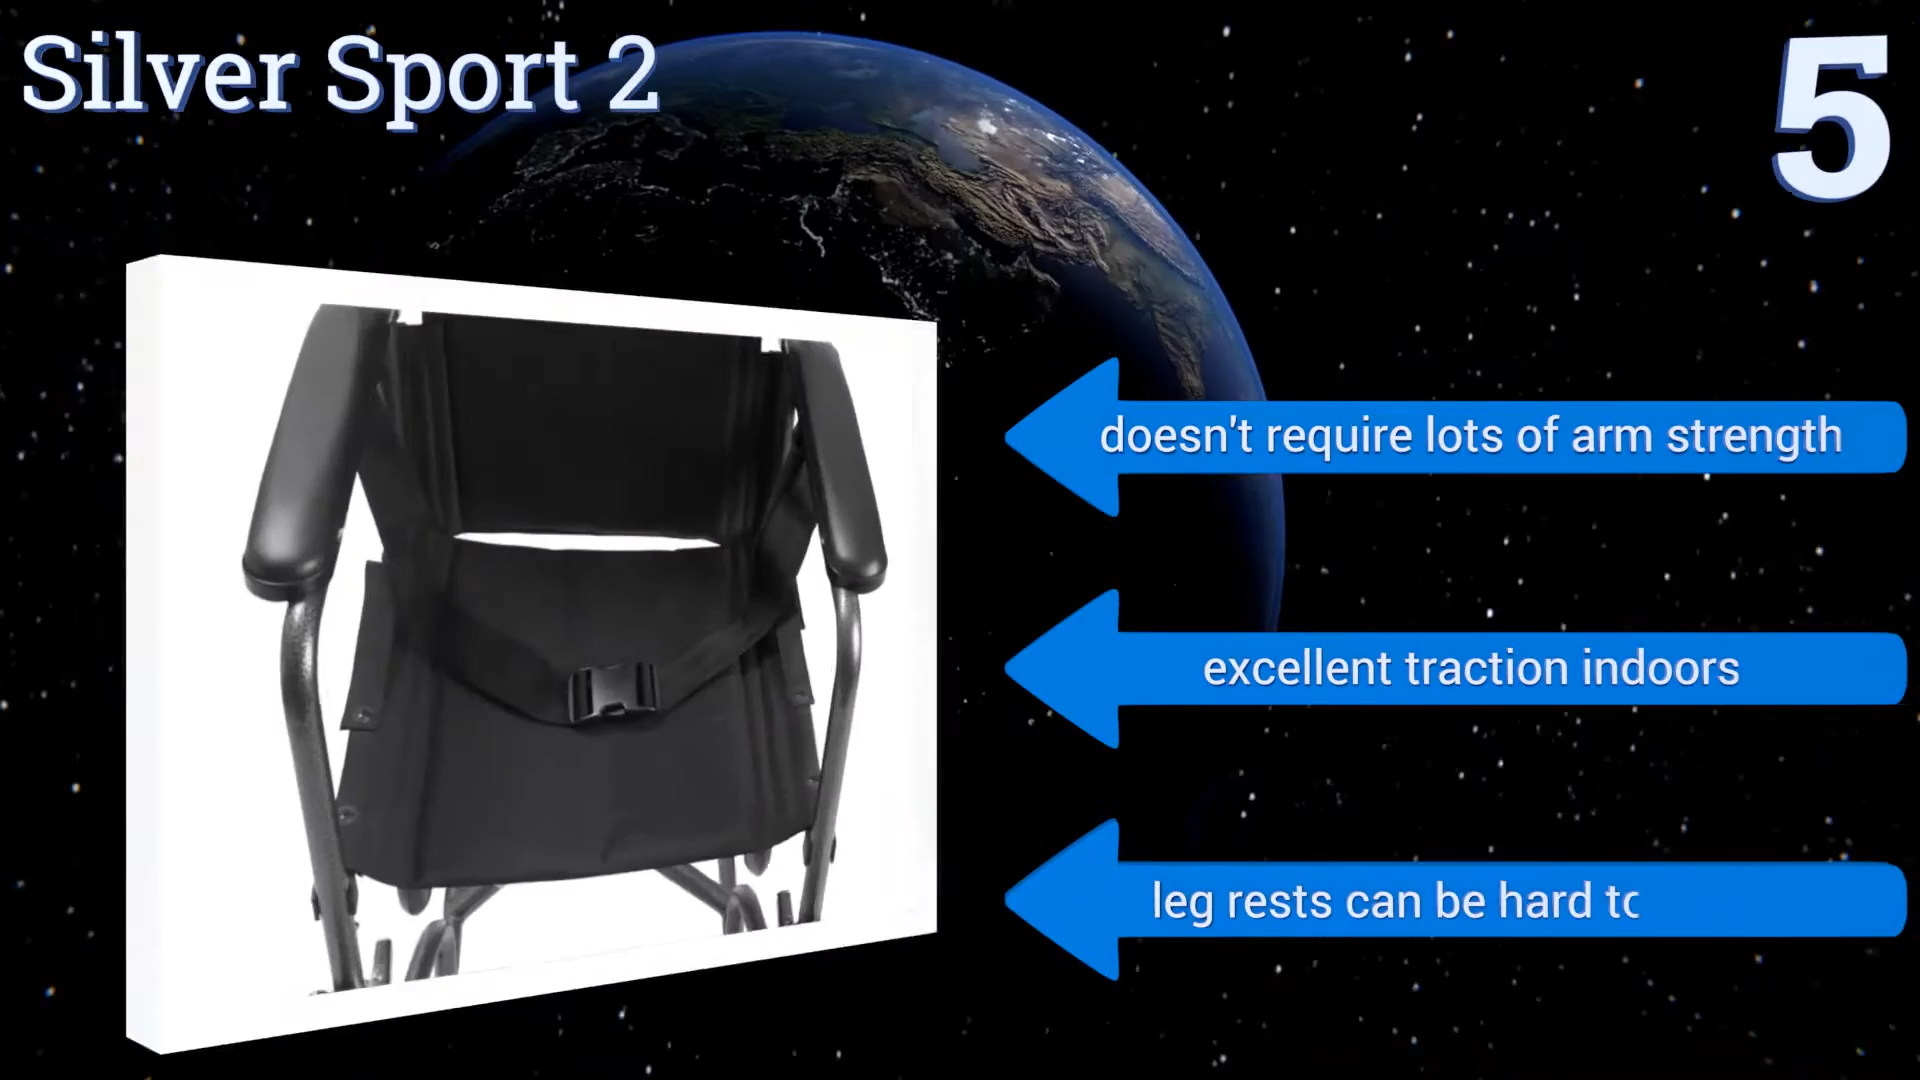 Silver Sport 2
5
doesn't require lots of arm strength
excellent traction indoors
leg rests can be hard